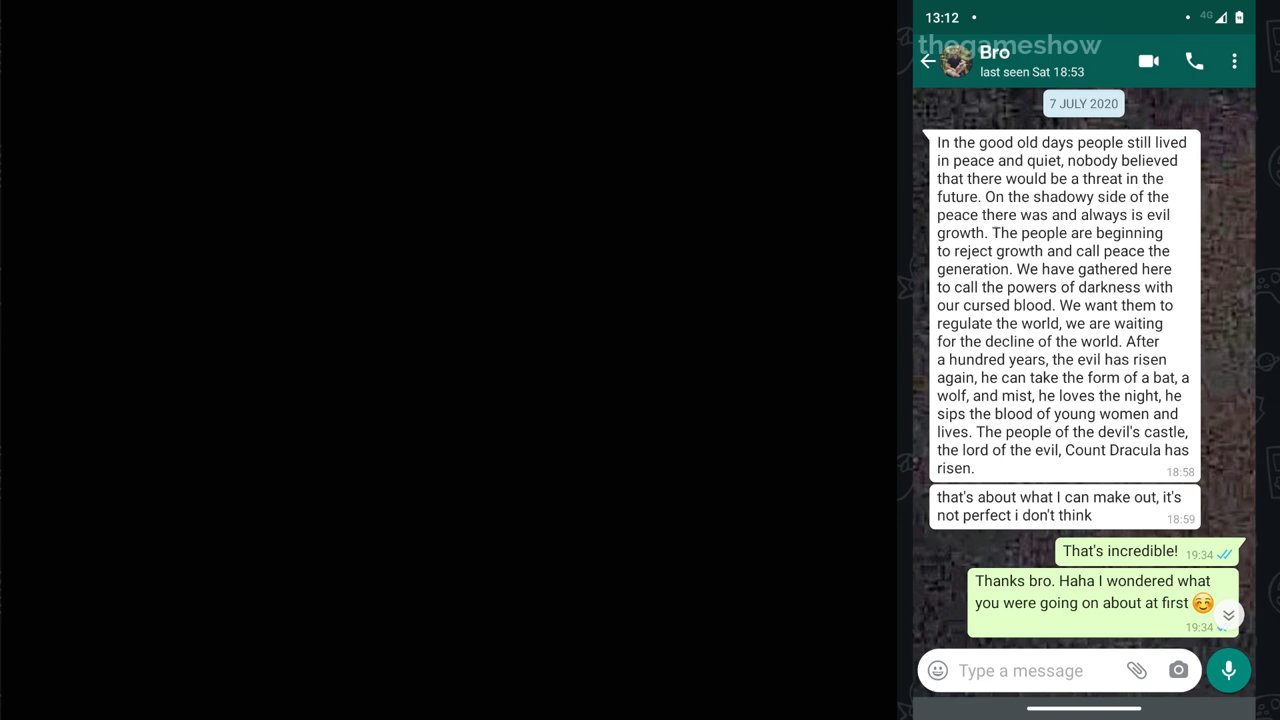 13:12
4G
thegameshow
Bro
last seen Sat 18:53
7 JULY 2020
In the good old days people still lived
in peace and quiet, nobody believed
that there would be a threat in the
future. On the shadowy side of the
peace there was and always is evil
growth. The people are beginning
to reject growth and call peace the
generation. We have gathered here
to call the powers of darkness with
our cursed blood. We want them to
regulate the world, we are waiting
for the decline of the world. After
a hundred years, the evil has risen
again, he can take the form of a bat, a
wolf, and mist, he loves the night, he
sips the blood of young women and
lives. The people of the devil's castle,
the lord of the evil, Count Dracula has
risen.
18:58
that's about what I can make out, it's
not perfect i don't think
18:59
That's incredible!
19:34
Thanks bro. Haha I wondered what
you were going on about at first ☺️
19:34
Type a message